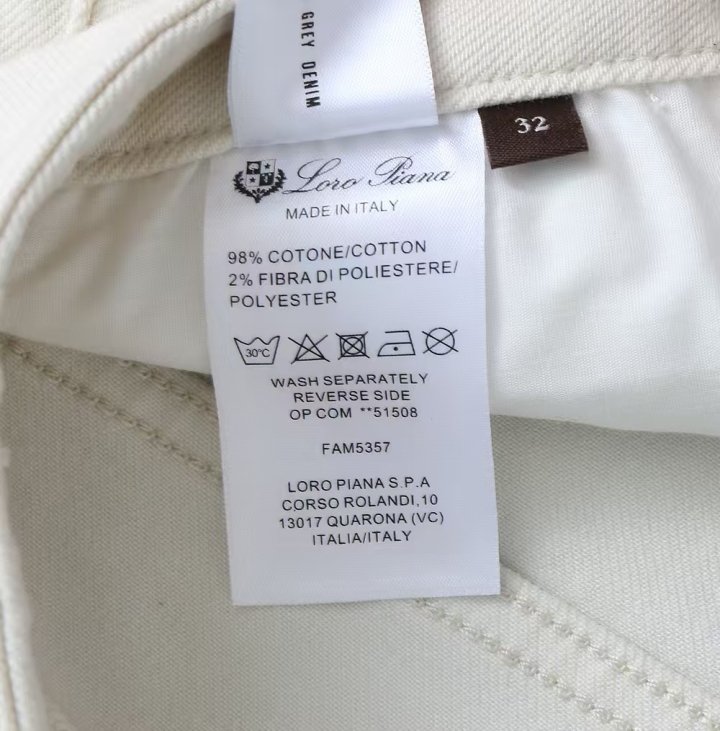 GREY DENIM
32
Loro Piana
MADE IN ITALY
98% COTONE/COTTON
2% FIBRA DI POLIESTERE/
POLYESTER
30°C
WASH SEPARATELY
REVERSE SIDE
OP COM **51508
FAM5357
LORO PIANA S.P.A
CORSO ROLANDI,10
13017 QUARONA (VC)
ITALIA/ITALY